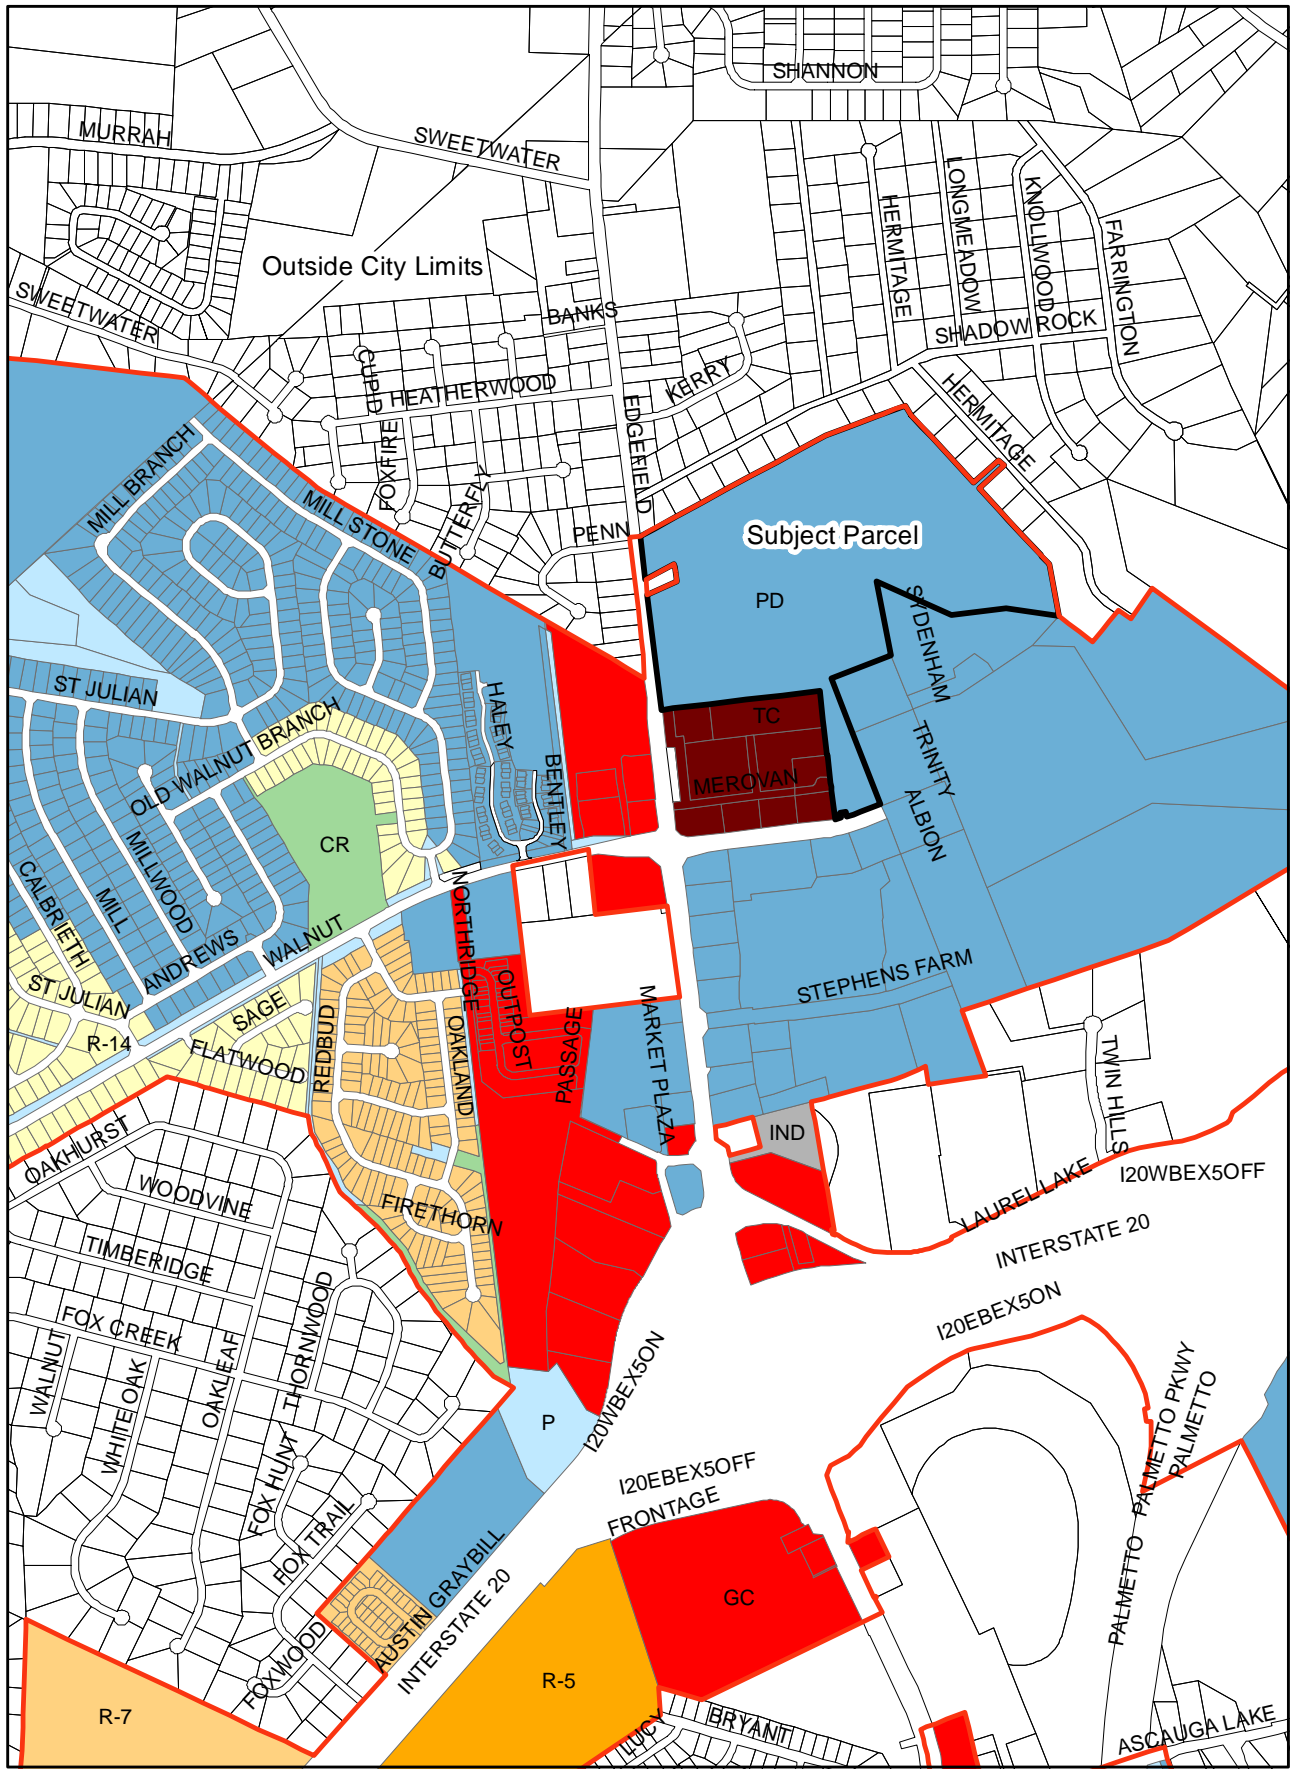 SHANNON
MURRAH
SWEETWATER
HERMITAGE
LONGMEADOW
KNOLLWOOD
FARRINGTON
Outside City Limits
SWEETWATER
BANKS
SHADOW ROCK
CUPID
HEATHERWOOD
KERRY
EDGEFIELD
HERMITAGE
FOXFIRE
MILL BRANCH
MILL STONE
BUTTERFLY
PENN
Subject Parcel
PD
SYDENHAM
ST JULIAN
HALEY
OLD WALNUT BRANCH
TC
TRINITY
BENTLEY
MEROVAN
ALBION
CR
CALBRIETH
MILL
MILLWOOD
ANDREWS
WALNUT
NORTHRIDGE
OUTPOST
STEPHENS FARM
ST JULIAN
SAGE
R-14
FLATWOOD
REDBUD
OAKLAND
PASSAGE
MARKET PLAZA
TWIN HILLS
IND
OAKHURST
WOODVINE
FIRETHORN
LAUREL LAKE
I20WBEX5OFF
INTERSTATE 20
TIMBERIDGE
THORNWOOD
FOX CREEK
I20EBEX5ON
WALNUT
WHITE OAK
OAKLEAF
I20WBEX5ON
PALMETTO PKWY
PALMETTO
P
FOX HUNT
I20EBEX5OFF
FRONTAGE
FOX TRAIL
AUSTIN GRAYBILL
INTERSTATE 20
PALMETTO
GC
FOXWOOD
R-5
R-7
LUCY
BRYANT
ASCAUGA LAKE